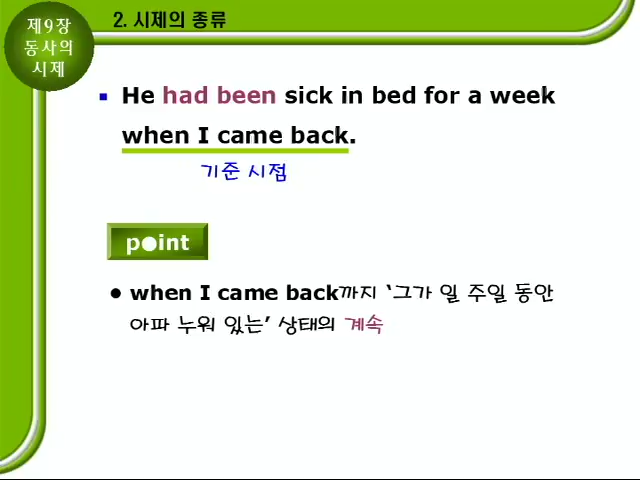 제9장
동사의
시제
2. 시제의 종류
▪ He had been sick in bed for a week
when I came back.
기준 시점
point
● when I came back까지 ‘그가 일 주일 동안
아파 누워 있는’ 상태의 계속